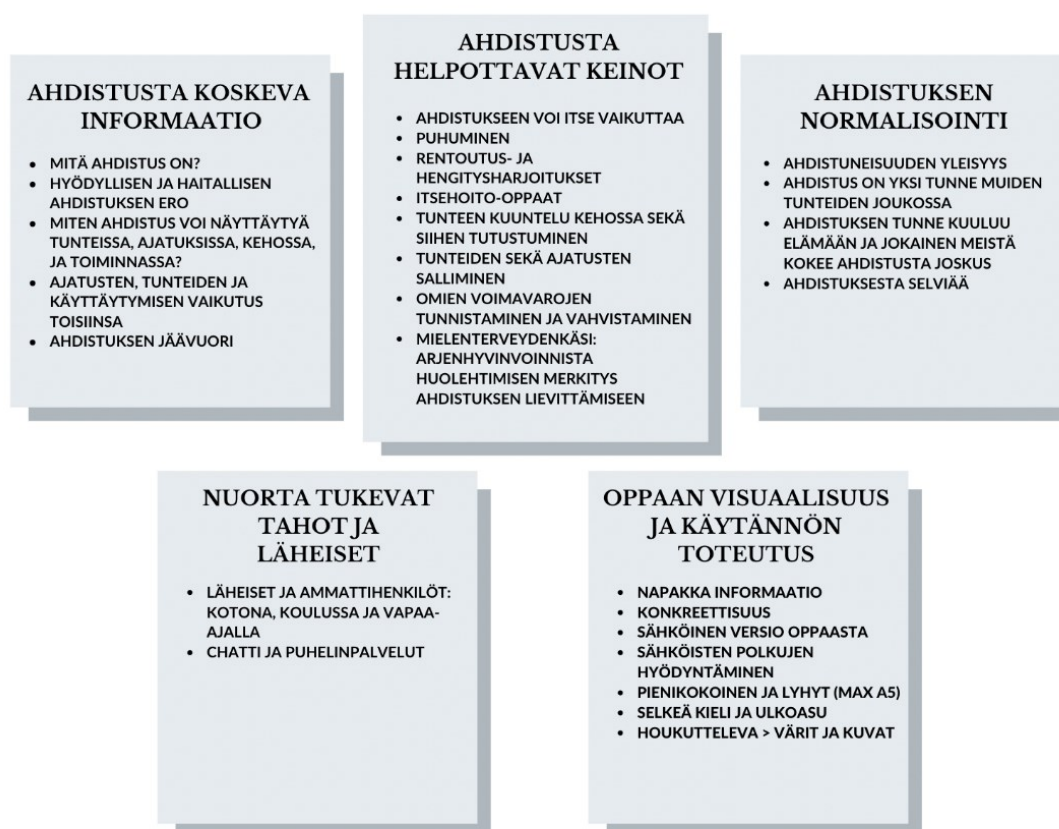 AHDISTUSTA KOSKEVA
INFORMAATIO
• MITÄ AHDISTUS ON?
• HYÖDYLLISEN JA HAITALLISEN
AHDISTUKSEN ERO
• MITEN AHDISTUS VOI NÄYTTÄYTYÄ
TUNTEISSA, AJATUKSISSA, KEHOSSA,
JA TOIMINNASSA?
• AJATUSTEN, TUNTEIDEN JA
KÄYTTÄYTYMISEN VAIKUTUS
TOISIINSA
• AHDISTUKSEN JÄÄVUORI
AHDISTUSTA
HELPOTTAVAT KEINOT
• AHDISTUKSEEN VOI ITSE VAIKUTTAA
• PUHUMINEN
• RENTOUTUS- JA
HENGITYSHARJOITUKSET
• ITSEHOITO-OPPAAT
• TUNTEEN KUUNTELU KEHOSSA SEKÄ
SIIHEN TUTUSTUMINEN
• TUNTEIDEN SEKÄ AJATUSTEN
SALLIMINEN
• OMIEN VOIMAVAROJEN
TUNNISTAMINEN JA VAHVISTAMINEN
• MIELENTERVEYDENKÄSI:
ARJENHYVINVOINNISTA
HUOLEHTIMISEN MERKITYS
AHDISTUKSEN LIEVITTÄMISEEN
AHDISTUKSEN
NORMALISOINTI
• AHDISTUNEISUUDEN YLEISYYS
• AHDISTUS ON YKSI TUNNE MUIDEN
TUNTEIDEN JOUKOSSA
• AHDISTUKSEN TUNNE KUULUU
ELÄMÄÄN JA JOKAINEN MEISTÄ
KOKEE AHDISTUSTA JOSKUS
• AHDISTUKSESTA SELVIÄÄ
NUORTA TUKEVAT
TAHOT JA
LÄHEISET
• LÄHEISET JA AMMATTIHENKILÖT:
KOTONA, KOULUSSA JA VAPAA-
AJALLA
• CHATTI JA PUHELINPALVELUT
OPPAAN VISUAALISUUS
JA KÄYTÄNNÖN
TOTEUTUS
• NAPAKKA INFORMAATIO
• KONKREETTISUUS
• SÄHKÖINEN VERSIO OPPAASTA
• SÄHKÖISTEN POLKUJEN
HYÖDYNTÄMINEN
• PIENIKOKOINEN JA LYHYT (MAX A5)
• SELKEÄ KIELI JA ULKOASU
• HOUKUTTELEVA > VÄRIT JA KUVAT